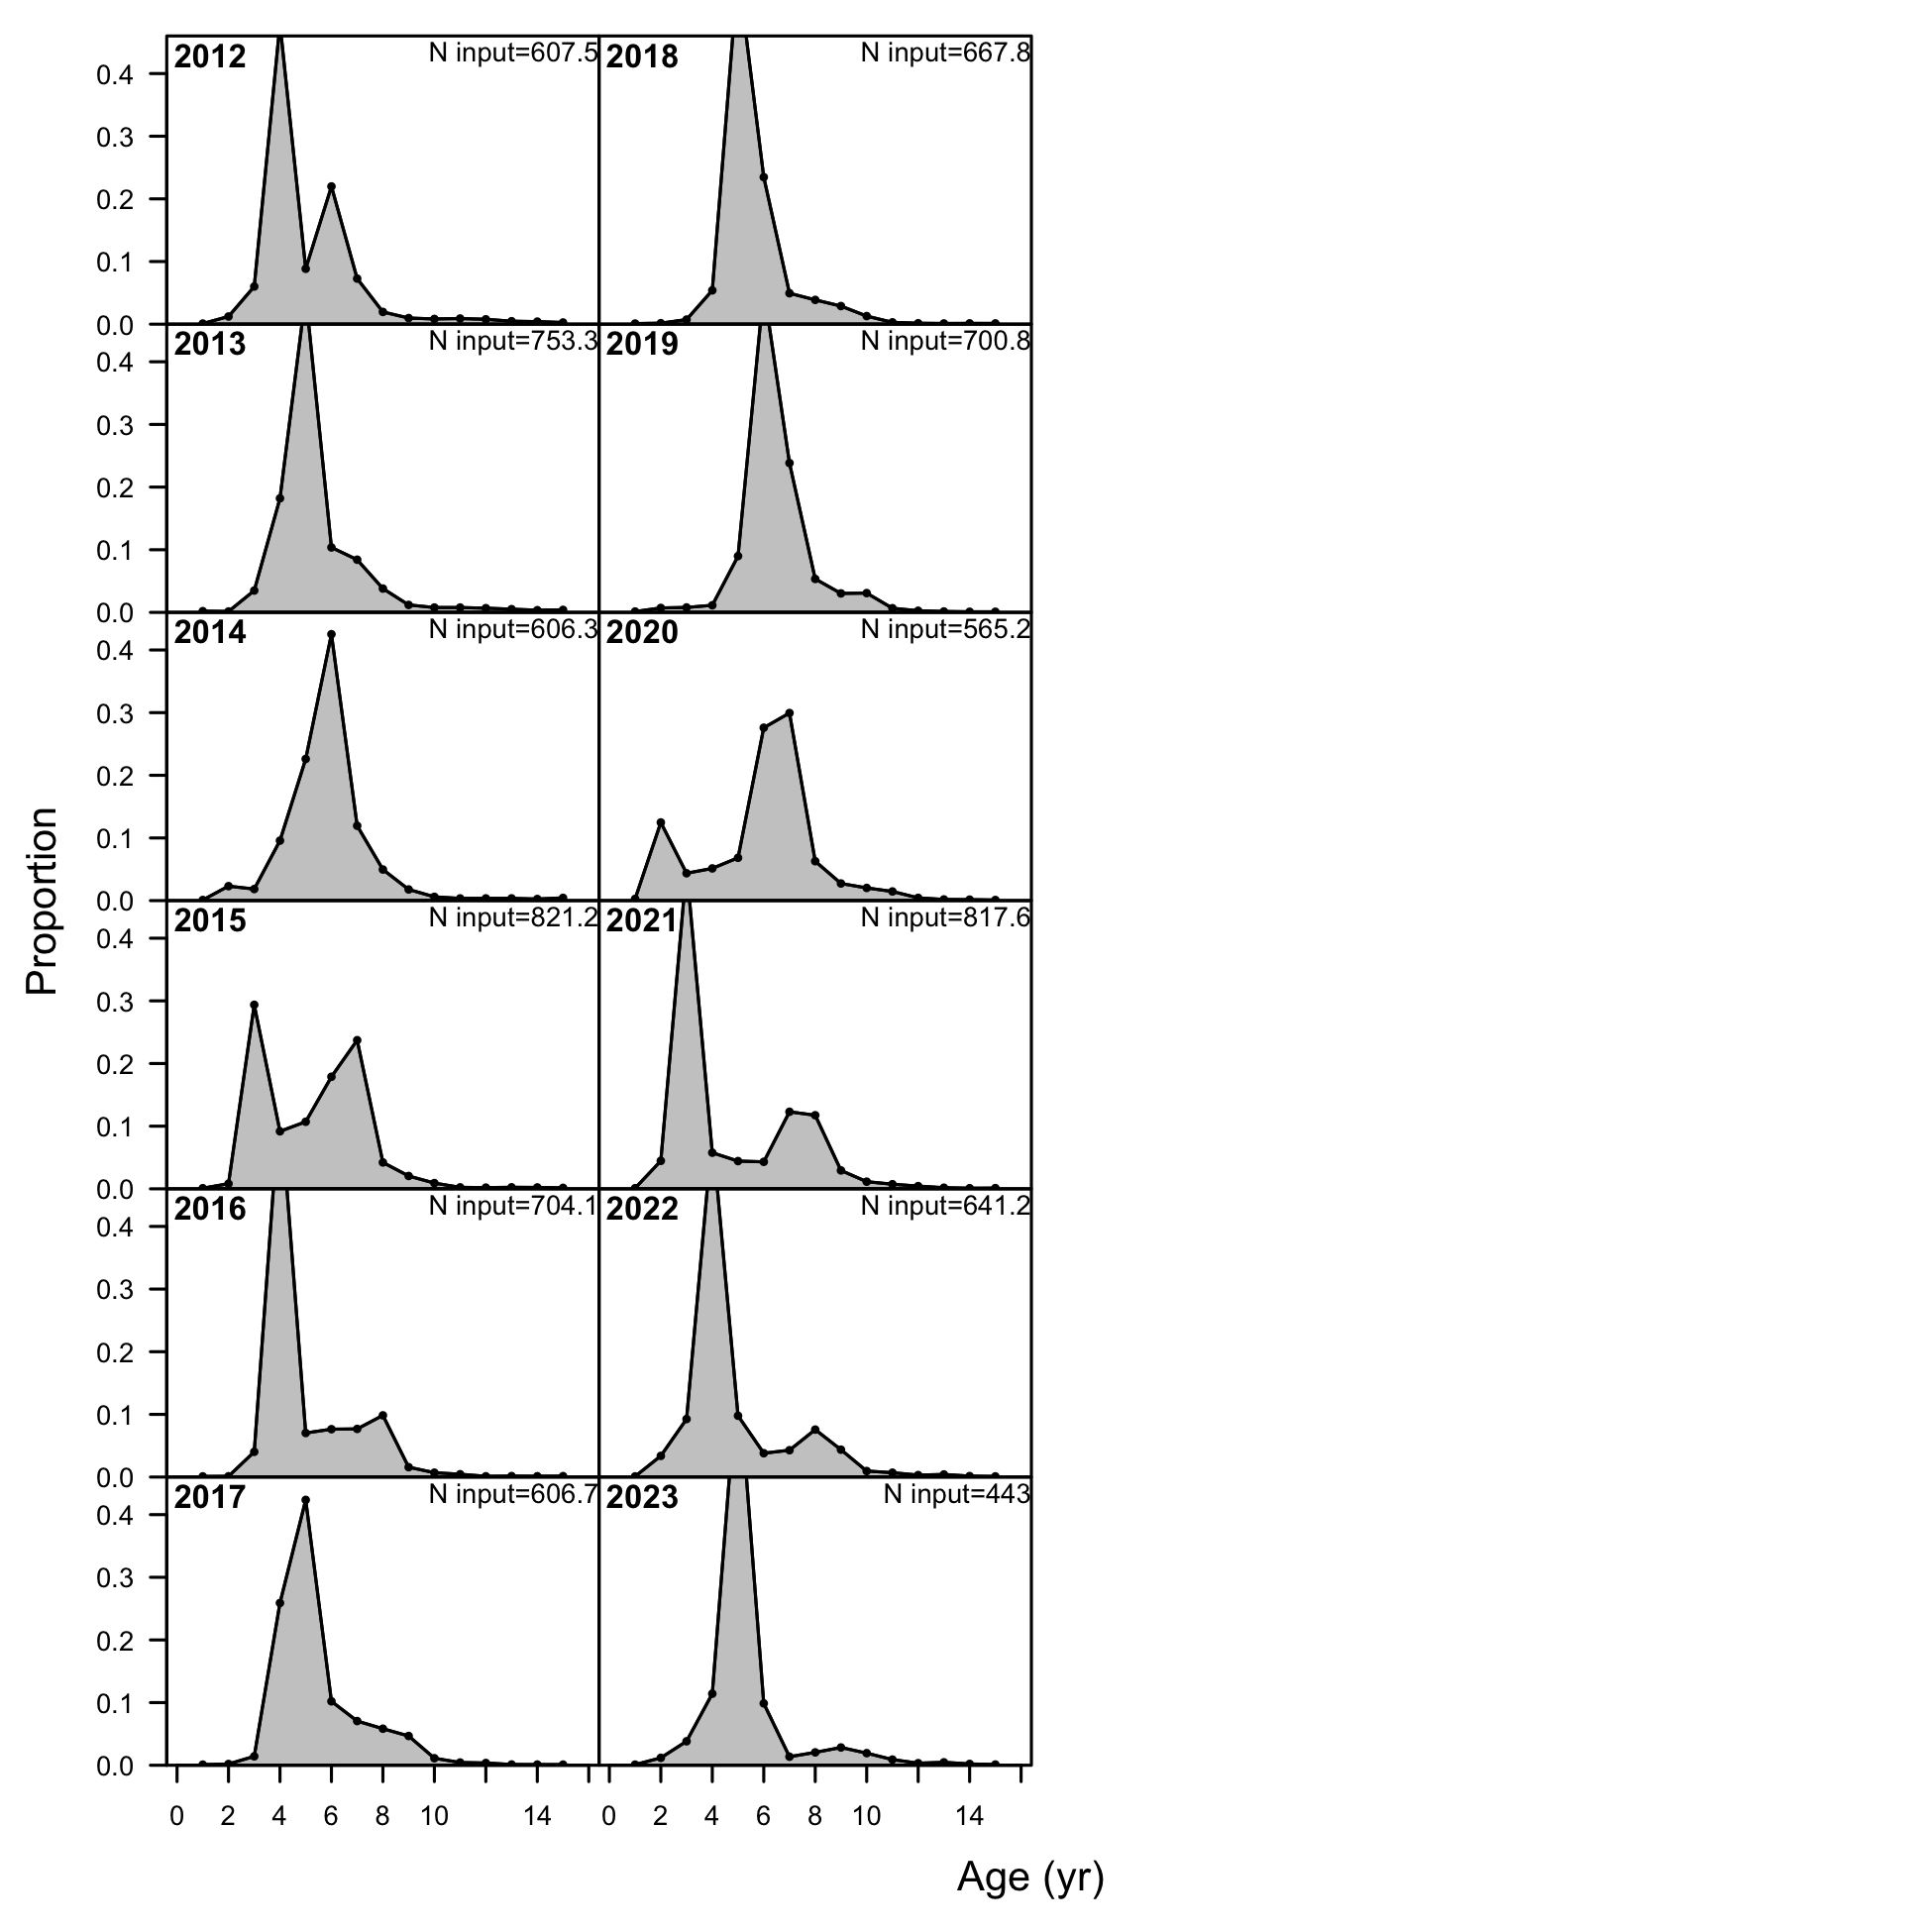 Proportion
2012 N input=607.5
0.4
0.3
0.2
0.1
0.0
2013 N input=753.3
0.4
0.3
0.2
0.1
0.0
2014 N input=606.3
0.4
0.3
0.2
0.1
0.0
2015 N input=821.2
0.4
0.3
0.2
0.1
0.0
2016 N input=704.1
0.4
0.3
0.2
0.1
0.0
2017 N input=606.7
0.4
0.3
0.2
0.1
0.0
0 2 4 6 8 10 14
2018 N input=667.8
2019 N input=700.8
2020 N input=565.2
2021 N input=817.6
2022 N input=641.2
2023 N input=443
0 2 4 6 8 10 14
Age (yr)